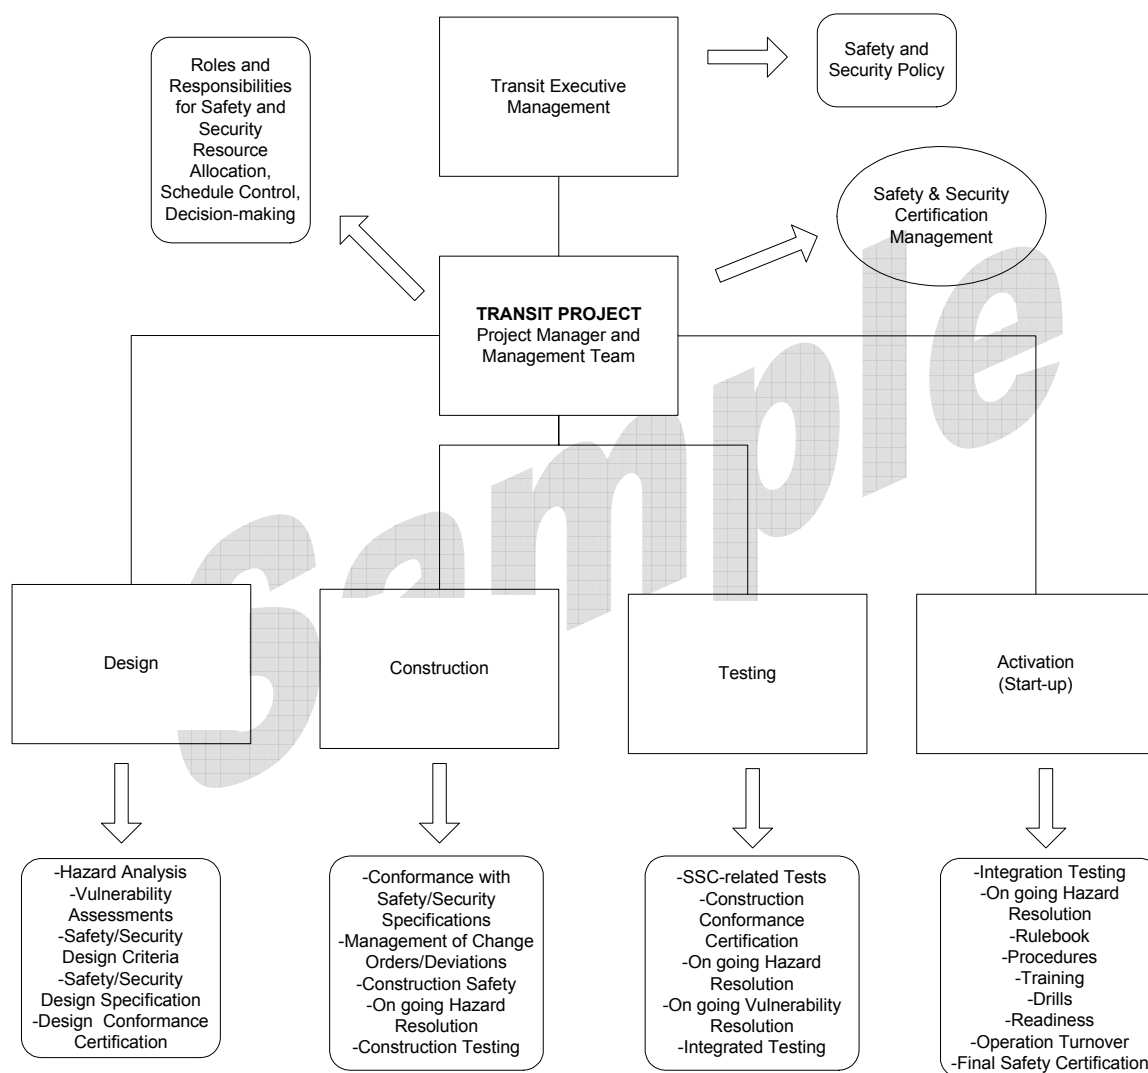 Roles and
Responsibilities
for Safety and
Security
Resource
Allocation,
Schedule Control,
Decision-making
Transit Executive
Management
Safety and
Security Policy
Safety & Security
Certification
Management
TRANSIT PROJECT
Project Manager and
Management Team
Sample
Design
Construction
Testing
Activation
(Start-up)
-Hazard Analysis
-Vulnerability
Assessments
-Safety/Security
Design Criteria
-Safety/Security
Design Specification
-Design Conformance
Certification
-Conformance with
Safety/Security
Specifications
-Management of Change
Orders/Deviations
-Construction Safety
-On going Hazard
Resolution
-Construction Testing
-SSC-related Tests
-Construction
Conformance
Certification
-On going Hazard
Resolution
-On going Vulnerability
Resolution
-Integrated Testing
-Integration Testing
-On going Hazard
Resolution
-Rulebook
-Procedures
-Training
-Drills
-Readiness
-Operation Turnover
-Final Safety Certification